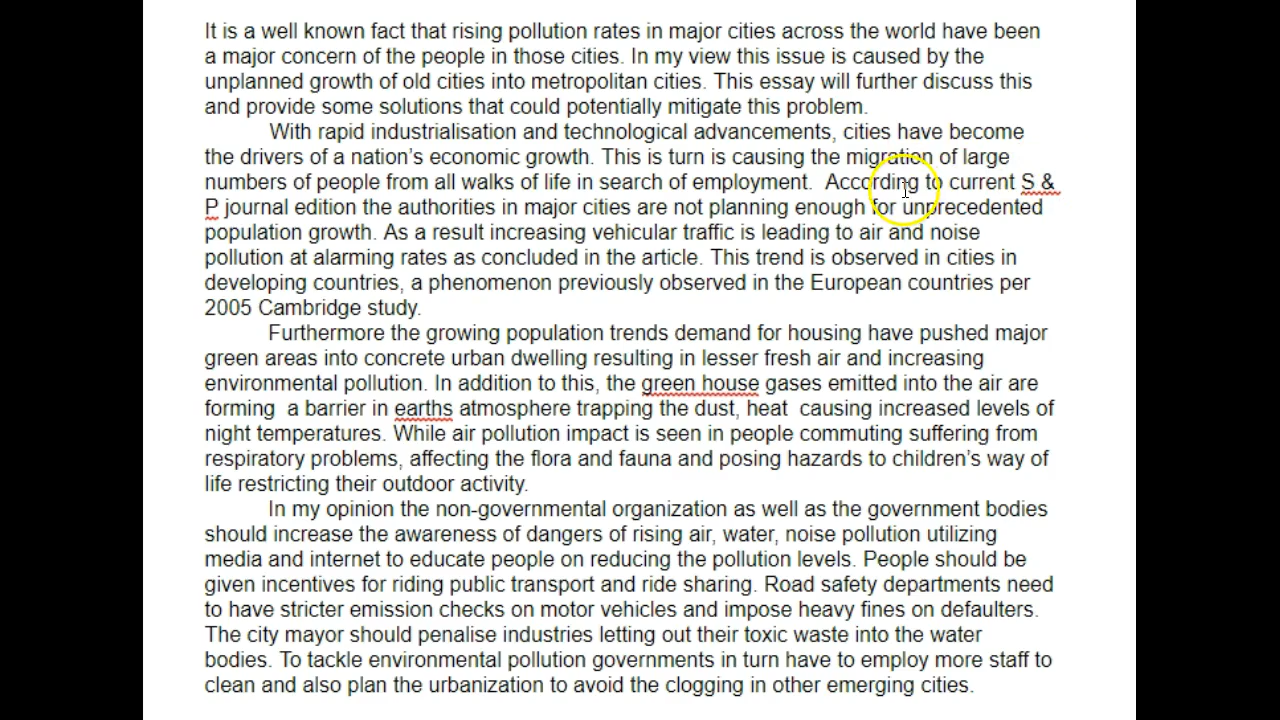 It is a well known fact that rising pollution rates in major cities across the world have been
a major concern of the people in those cities. In my view this issue is caused by the
unplanned growth of old cities into metropolitan cities. This essay will further discuss this
and provide some solutions that could potentially mitigate this problem.
With rapid industrialisation and technological advancements, cities have become
the drivers of a nation's economic growth. This is turn is causing the migration of large
numbers of people from all walks of life in search of employment.  According to current S &
P journal edition the authorities in major cities are not planning enough for unprecedented
population growth. As a result increasing vehicular traffic is leading to air and noise
pollution at alarming rates as concluded in the article. This trend is observed in cities in
developing countries, a phenomenon previously observed in the European countries per
2005 Cambridge study.
Furthermore the growing population trends demand for housing have pushed major
green areas into concrete urban dwelling resulting in lesser fresh air and increasing
environmental pollution. In addition to this, the green house gases emitted into the air are
forming  a barrier in earths atmosphere trapping the dust, heat  causing increased levels of
night temperatures. While air pollution impact is seen in people commuting suffering from
respiratory problems, affecting the flora and fauna and posing hazards to children's way of
life restricting their outdoor activity.
In my opinion the non-governmental organization as well as the government bodies
should increase the awareness of dangers of rising air, water, noise pollution utilizing
media and internet to educate people on reducing the pollution levels. People should be
given incentives for riding public transport and ride sharing. Road safety departments need
to have stricter emission checks on motor vehicles and impose heavy fines on defaulters.
The city mayor should penalise industries letting out their toxic waste into the water
bodies. To tackle environmental pollution governments in turn have to employ more staff to
clean and also plan the urbanization to avoid the clogging in other emerging cities.